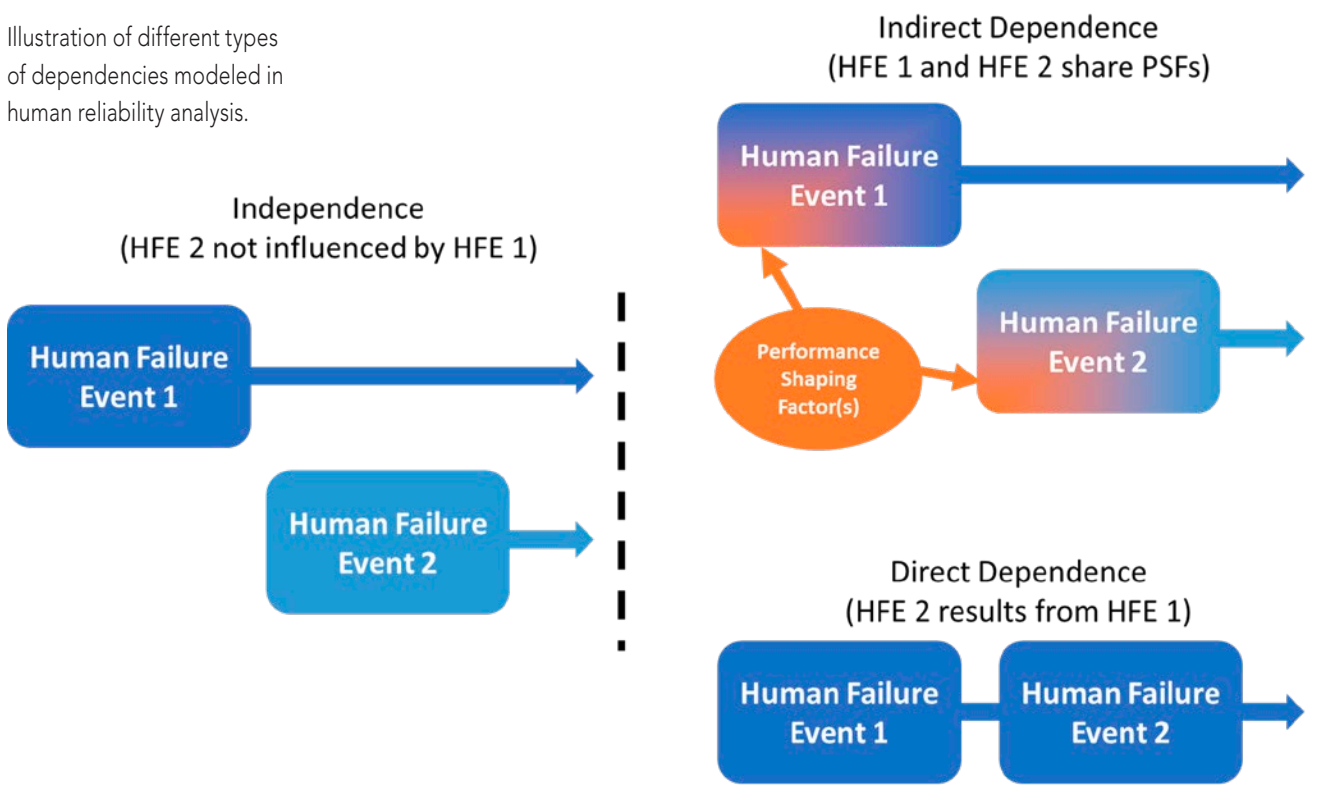 Illustration of different types
of dependencies modeled in
human reliability analysis.
Independence
(HFE 2 not influenced by HFE 1)
Human Failure
Event 1
Human Failure
Event 2
Indirect Dependence
(HFE 1 and HFE 2 share PSFs)
Human Failure
Event 1
Performance
Shaping
Factor(s)
Human Failure
Event 2
Direct Dependence
(HFE 2 results from HFE 1)
Human Failure
Event 1
Human Failure
Event 2